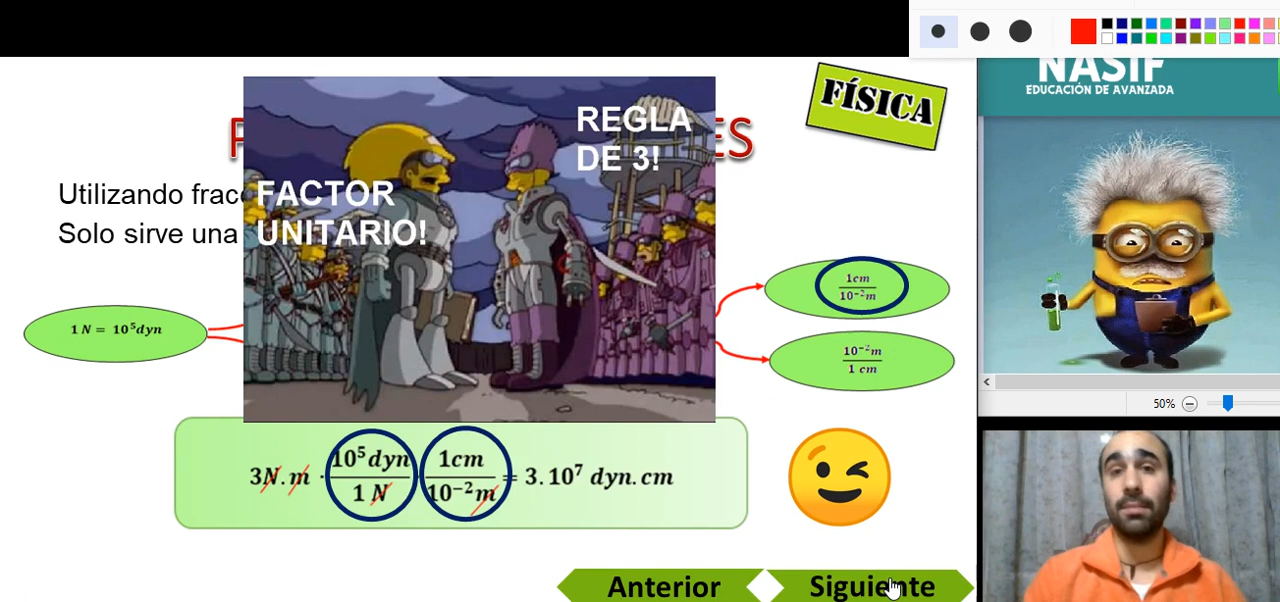 NASIF
EDUCACIÓN DE AVANZADA
FÍSICA
REGLA
DE 3!
FACTOR
UNITARIO!
Utilizando
Solo sirve una
1 N = 10⁵dyn
1cm
10⁻²m
10⁻²m
1 cm
3N.m · 10⁵dyn/1 N 1cm/10⁻²m = 3.10⁷ dyn.cm
50%
Anterior
Siguiente